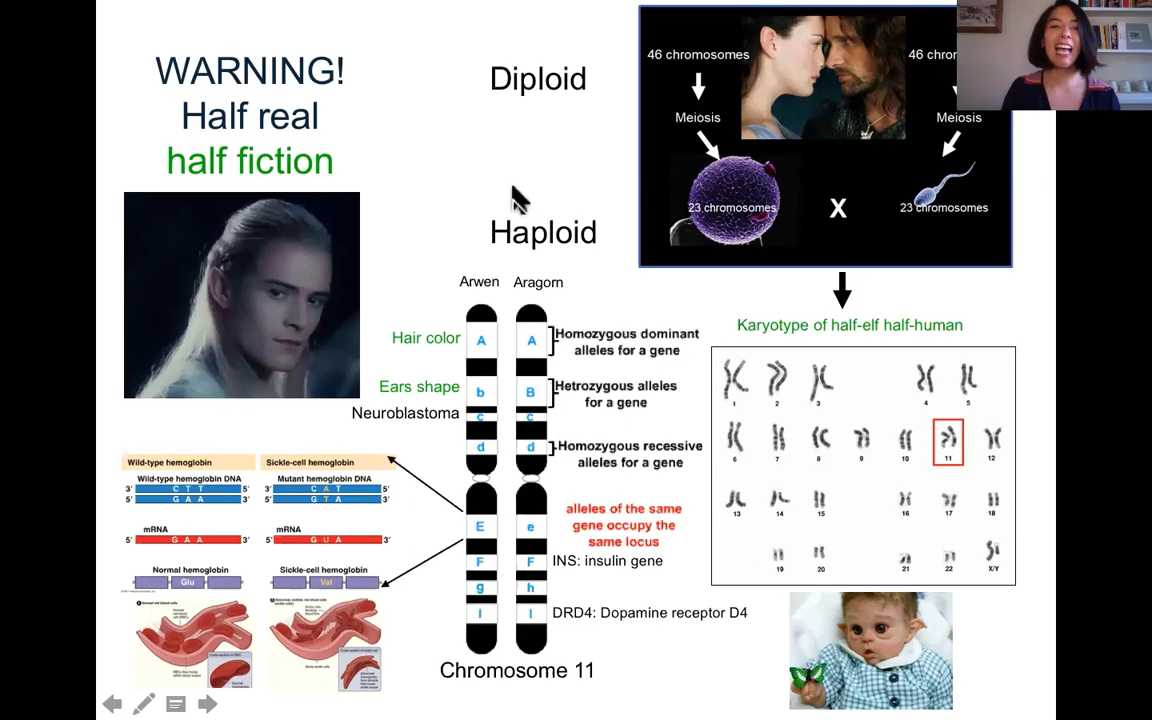 WARNING!
Half real
half fiction
Diploid
Haploid
46 chromosomes
46 chrom
Meiosis
Meiosis
23 chromosomes
X
23 chromosomes
Arwen
Aragorn
Hair color
A
A
Homozygous dominant
alleles for a gene
Ears shape
b
B
Hetrozygous alleles
for a gene
Neuroblastoma
c
c
d
d
Homozygous recessive
alleles for a gene
E
e
alleles of the same
gene occupy the
same locus
F
F
INS: insulin gene
g
h
I
I
DRD4: Dopamine receptor D4
Chromosome 11
Wild-type hemoglobin
Sickle-cell hemoglobin
Wild-type hemoglobin DNA
3' C T T 5'
5' G A A 3'
Mutant hemoglobin DNA
3' C A T 5'
5' G T A 3'
mRNA
5' G A A 3'
mRNA
5' G U A 3'
Normal hemoglobin
Glu
Sickle-cell hemoglobin
Val
Karyotype of half-elf half-human
1 2 3 4 5
6 7 8 9 10 11 12
13 14 15 16 17 18
19 20 21 22 X/Y